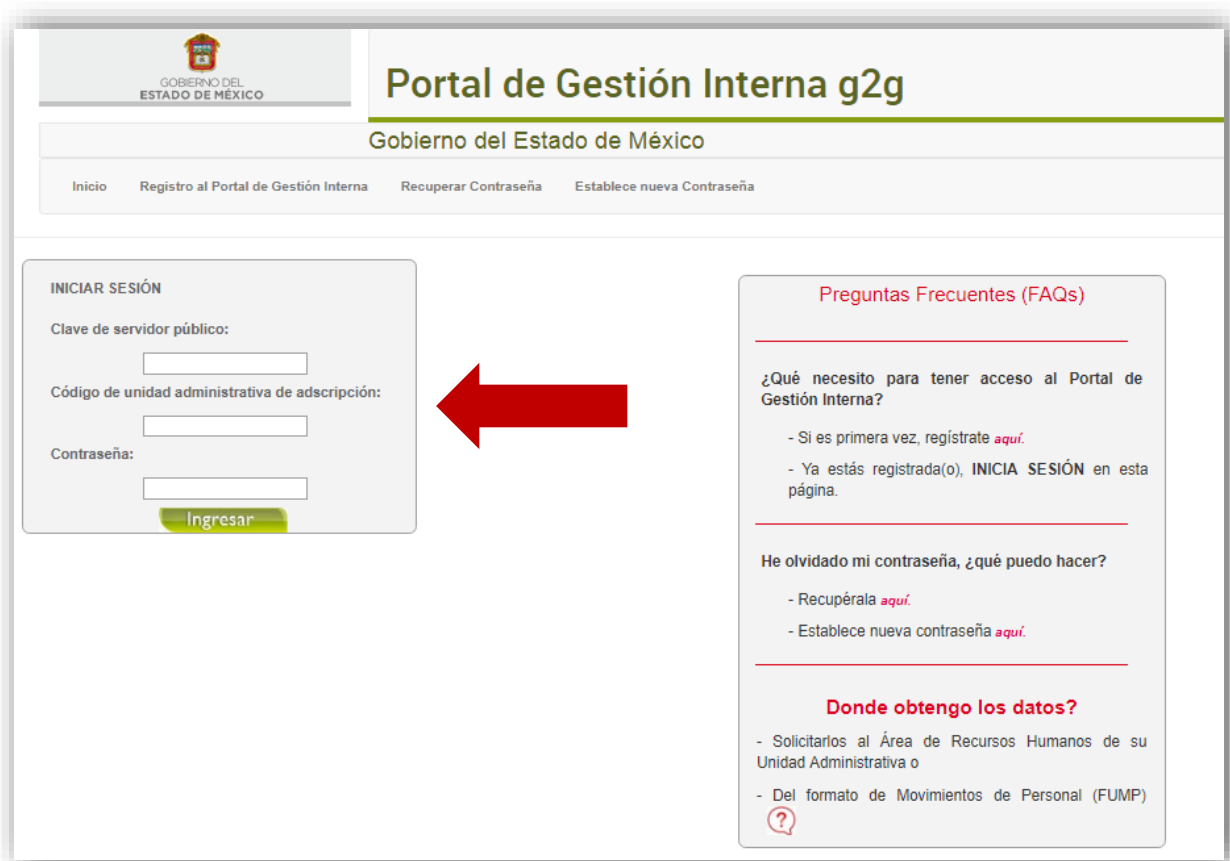 GOBIERNO DEL
ESTADO DE MÉXICO
Portal de Gestión Interna g2g
Gobierno del Estado de México
Inicio Registro al Portal de Gestión Interna Recuperar Contraseña Establece nueva Contraseña
INICIAR SESIÓN
Clave de servidor público:
Código de unidad administrativa de adscripción:
Contraseña:
Ingresar
Preguntas Frecuentes (FAQs)
¿Qué necesito para tener acceso al Portal de
Gestión Interna?
- Si es primera vez, regístrate aquí.
- Ya estás registrada(o), INICIA SESIÓN en esta
página.
He olvidado mi contraseña, ¿qué puedo hacer?
- Recupérala aquí.
- Establece nueva contraseña aquí.
Donde obtengo los datos?
- Solicitarlos al Área de Recursos Humanos de su
Unidad Administrativa o
- Del formato de Movimientos de Personal (FUMP)
?